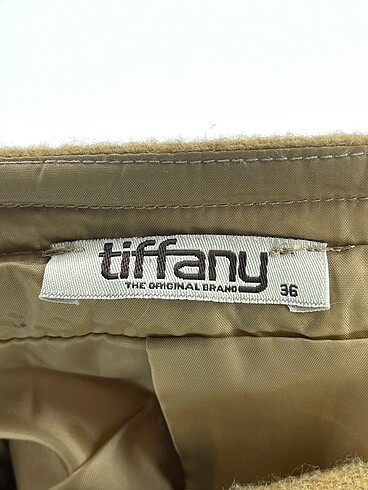 tiffany
THE ORIGINAL BRAND 36